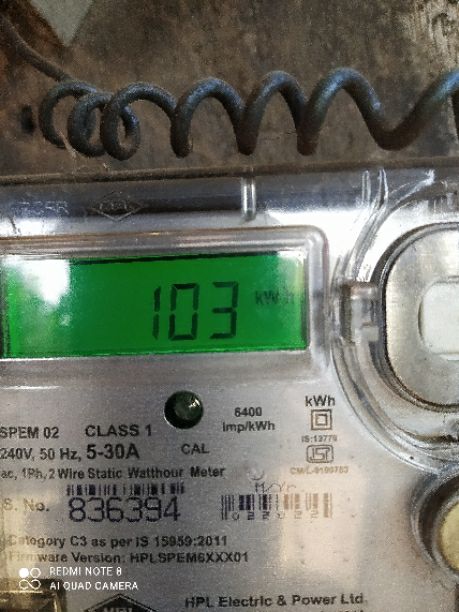 103 kWh
6400
imp/kWh
kWh
SPEM 02 CLASS 1
240V, 50 Hz, 5-30A CAL
IS:13779
ac, 1Ph, 2 Wire Static Watthour Meter
S. No. 836394
022022
Category C3 as per IS 15959:2011
Firmware Version: HPLSPEM6XXX01
HPL Electric & Power Ltd.
REDMI NOTE 8
AI QUAD CAMERA